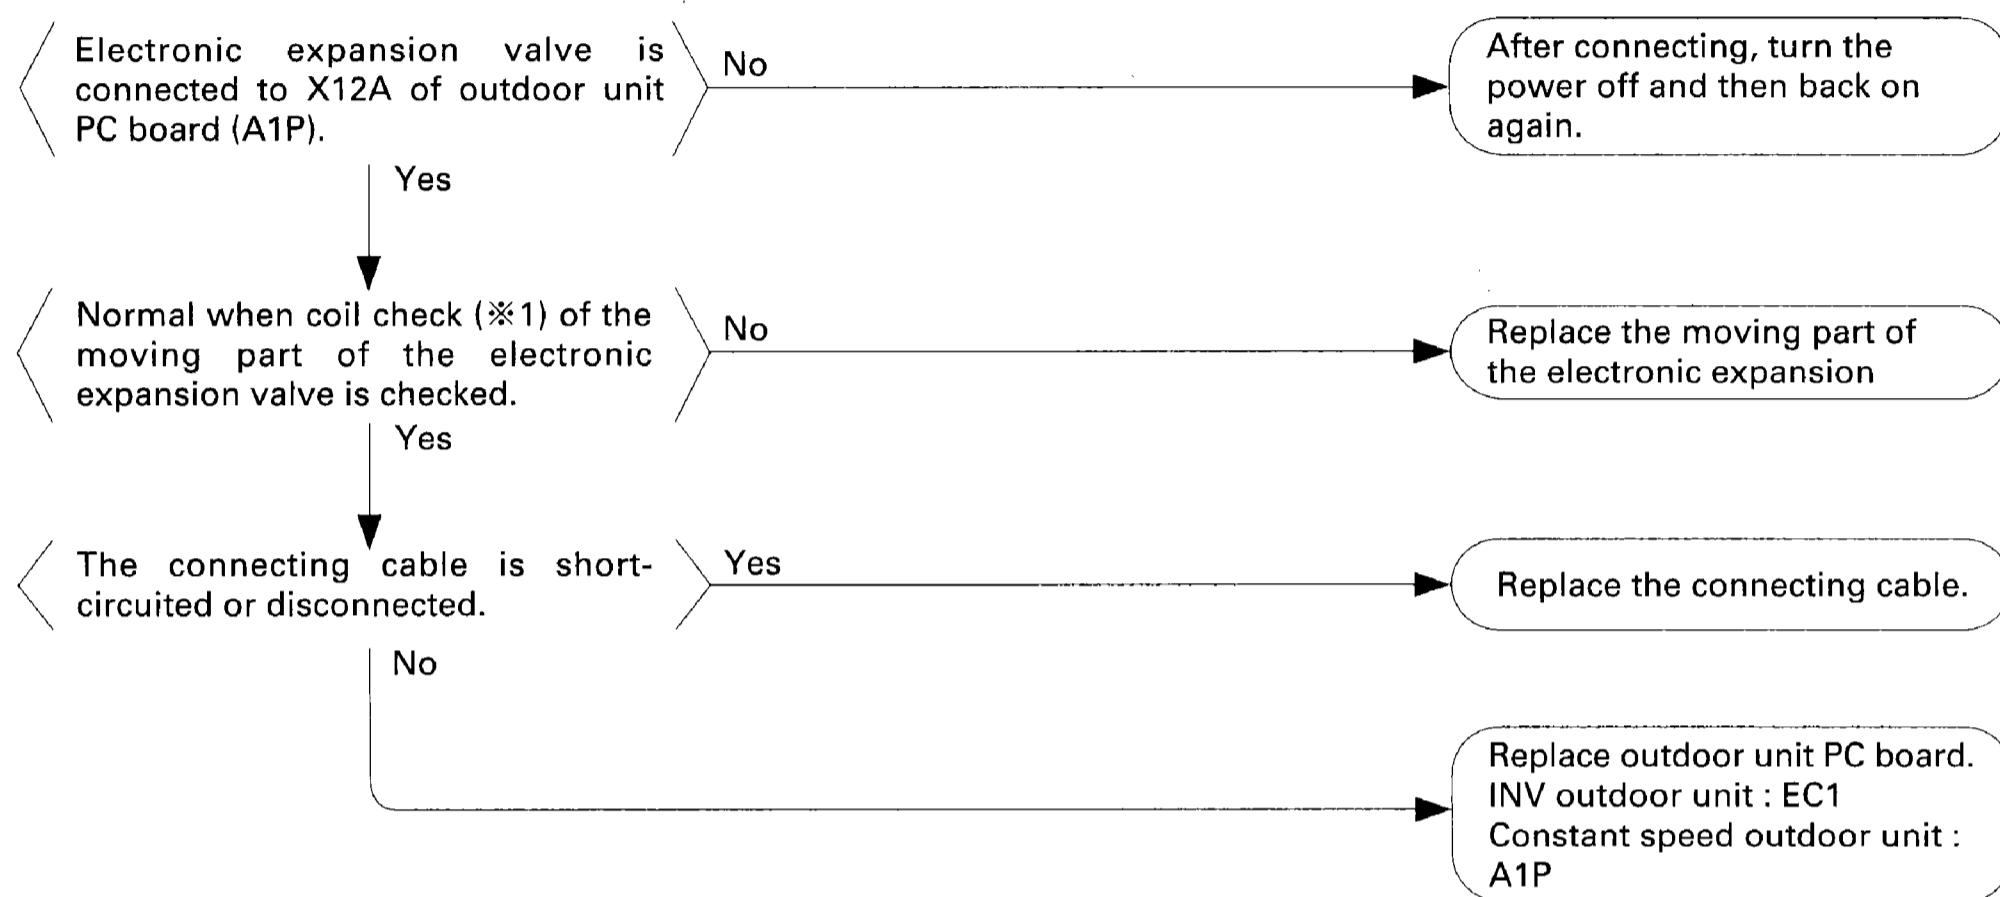 Electronic expansion valve is
connected to X12A of outdoor unit
PC board (A1P).
No
After connecting, turn the
power off and then back on
again.
Yes
Normal when coil check (※1) of the
moving part of the electronic
expansion valve is checked.
No
Replace the moving part of
the electronic expansion
Yes
The connecting cable is short-
circuited or disconnected.
Yes
Replace the connecting cable.
No
Replace outdoor unit PC board.
INV outdoor unit : EC1
Constant speed outdoor unit :
A1P